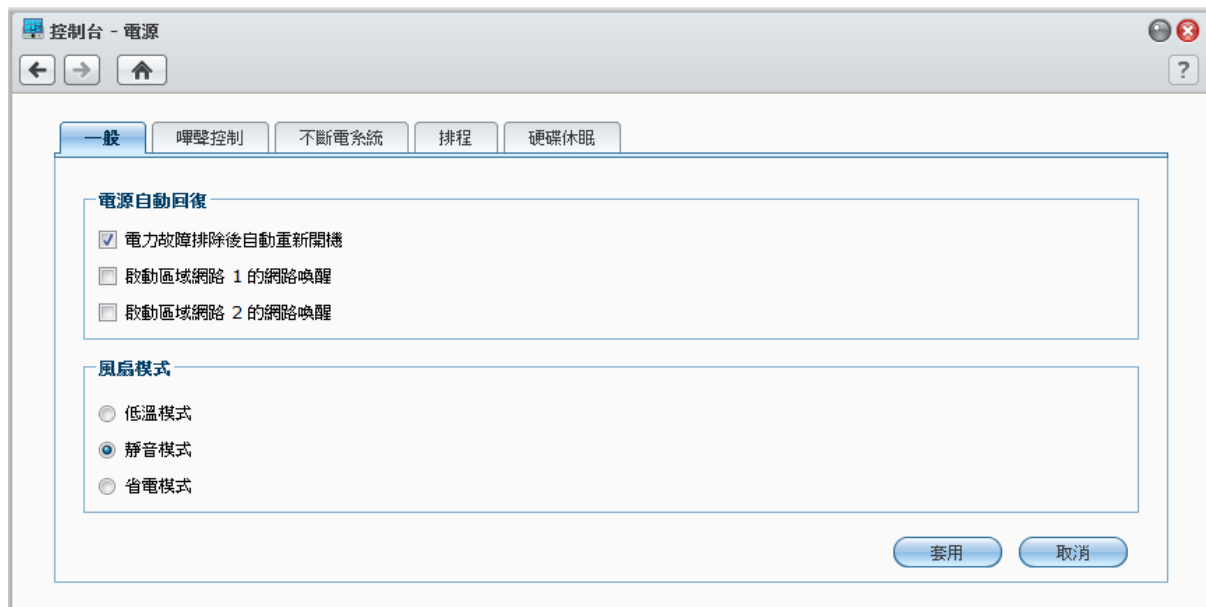 控制台 - 電源
?
一般 嗶聲控制 不斷電系統 排程 硬碟休眠
電源自動回復
電力故障排除後自動重新開機
啟動區域網路 1 的網路喚醒
啟動區域網路 2 的網路喚醒
風扇模式
低溫模式
靜音模式
省電模式
套用 取消